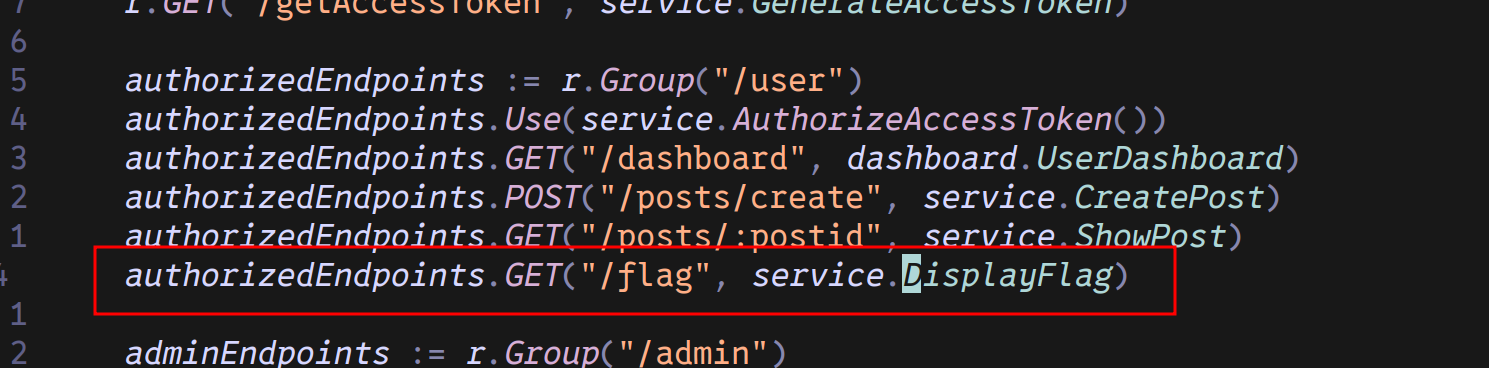 7 r.GET("/getAccessToken", service.GenerateAccessToken)
6
5 authorizedEndpoints := r.Group("/user")
4 authorizedEndpoints.Use(service.AuthorizeAccessToken())
3 authorizedEndpoints.GET("/dashboard", dashboard.UserDashboard)
2 authorizedEndpoints.POST("/posts/create", service.CreatePost)
1 authorizedEndpoints.GET("/posts/:postid", service.ShowPost)
4 authorizedEndpoints.GET("/flag", service.DisplayFlag)
1
2 adminEndpoints := r.Group("/admin")